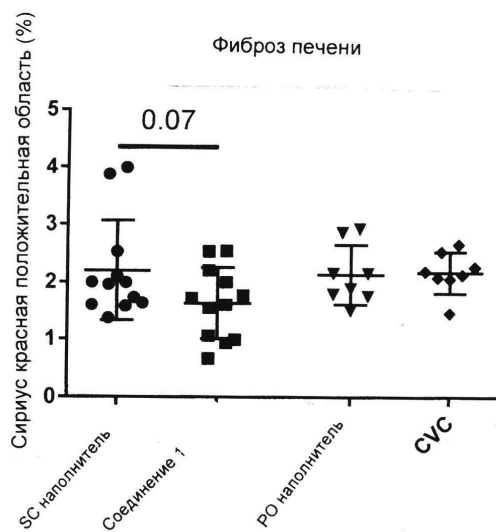 Фиброз печени
Сириус красная положительная область (%)
5
0.07
4
3
2
1
0
SC наполнитель
Соединение 1
PO наполнитель
CVC